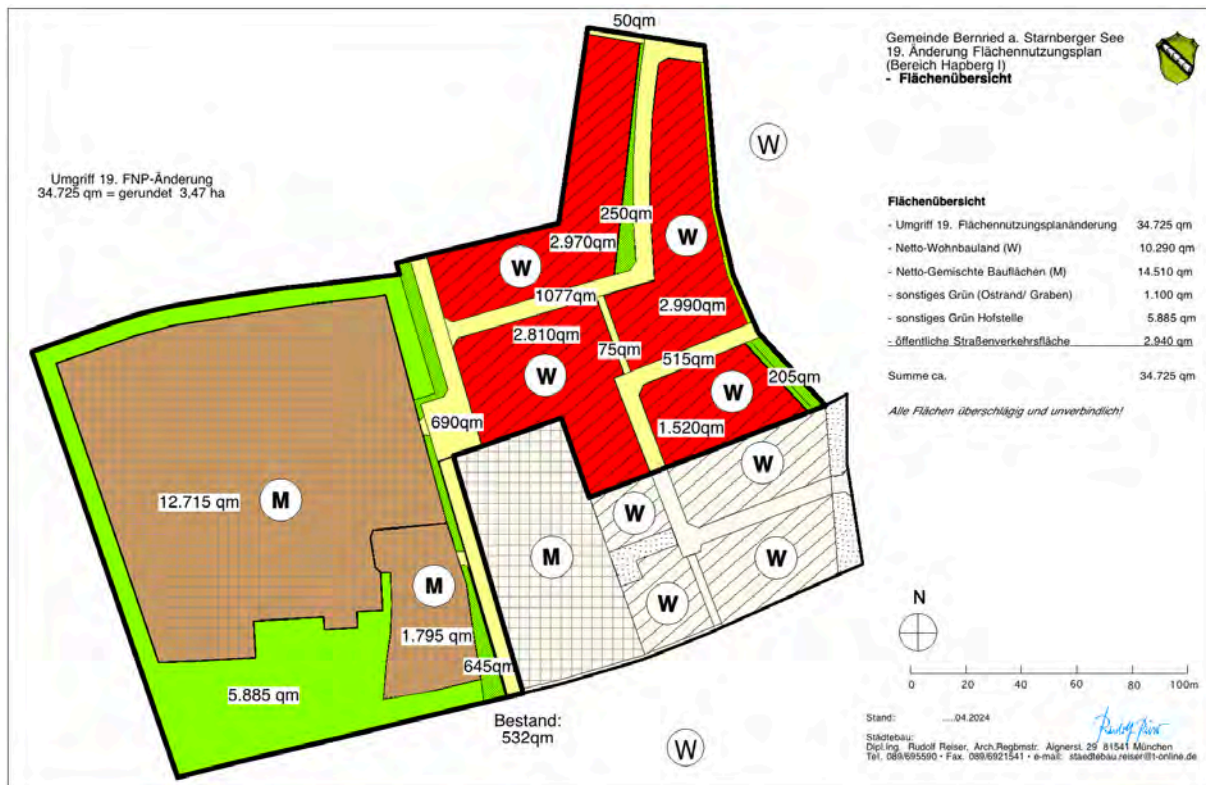 50qm
Gemeinde Bernried a. Starnberger See
19. Änderung Flächennutzungsplan
(Bereich Hapberg I)
- Flächenübersicht
W
Umgriff 19. FNP-Änderung
34.725 qm = gerundet 3,47 ha
Flächenübersicht
- Umgriff 19. Flächennutzungsplanänderung 34.725 qm
- Netto-Wohnbauland (W) 10.290 qm
- Netto-Gemischte Bauflächen (M) 14.510 qm
- sonstiges Grün (Ostrand/ Graben) 1.100 qm
- sonstiges Grün Hofstelle 5.885 qm
- öffentliche Straßenverkehrsfläche 2.940 qm
Summe ca. 34.725 qm
Alle Flächen überschlägig und unverbindlich!
250qm
W
2.970qm
W
1077qm
2.990qm
2.810qm
75qm
515qm
W
205qm
W
690qm
1.520qm
W
12.715 qm
M
W
M
W
M
W
1.795 qm
645qm
5.885 qm
Bestand:
532qm
W
N
0 20 40 60 80 100m
Stand: ....04.2024
Städtebau:
Dipl.Ing. Rudolf Reiser, Arch.Regbmstr. Aignerst. 29 81541 München
Tel. 089/695590 • Fax. 089/6921541 • e-mail: staedtebau.reiser@t-online.de